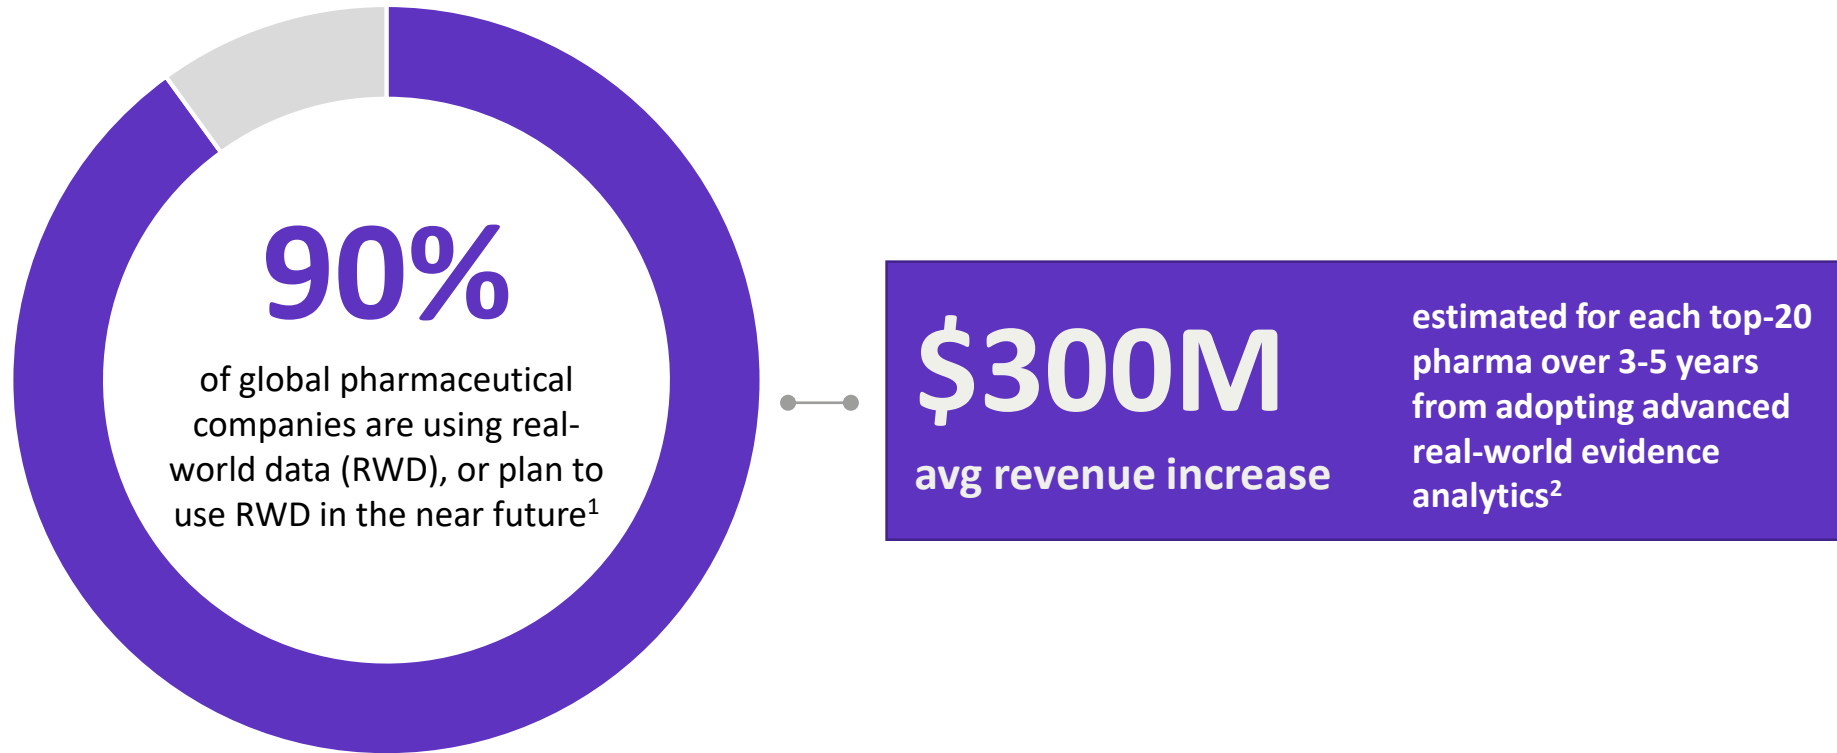 90%
of global pharmaceutical
companies are using real-
world data (RWD), or plan to
use RWD in the near future¹
$300M
avg revenue increase
estimated for each top-20
pharma over 3-5 years
from adopting advanced
real-world evidence
analytics²